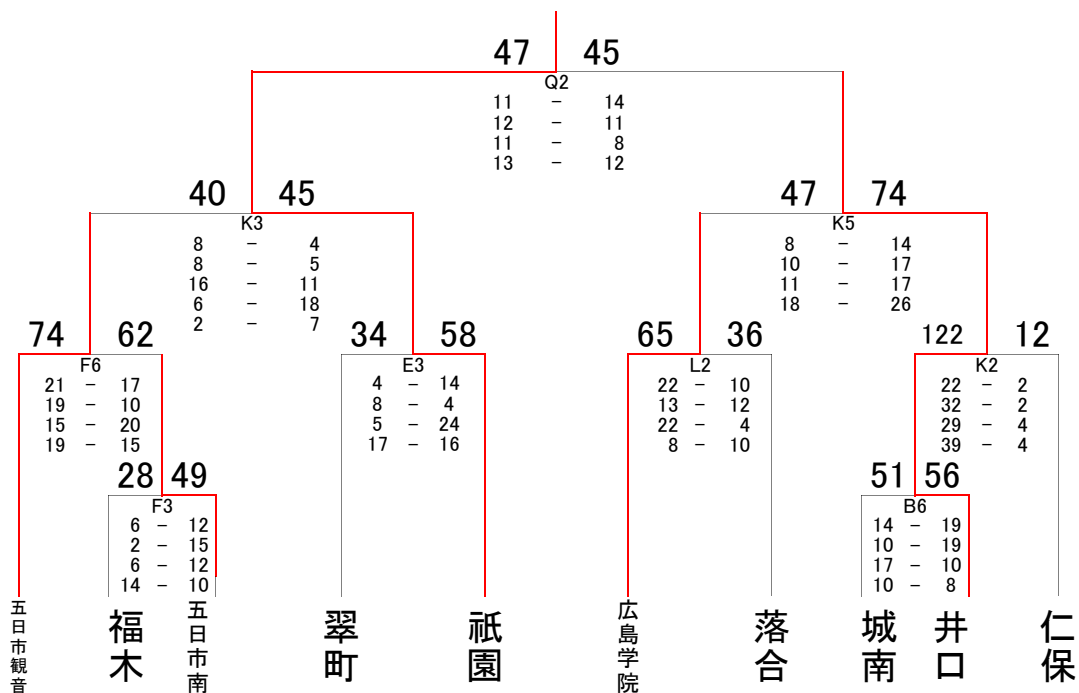 47 45
Q2
11 - 14
12 - 11
11 - 8
13 - 12
40 45
K3
8 - 4
8 - 5
16 - 11
6 - 18
2 - 7
47 74
K5
8 - 14
10 - 17
11 - 17
18 - 26
74 62
F6
21 - 17
19 - 10
15 - 20
19 - 15
34 58
E3
4 - 14
8 - 4
5 - 24
17 - 16
65 36
L2
22 - 10
13 - 12
22 - 4
8 - 10
122 12
K2
22 - 2
32 - 2
29 - 4
39 - 4
28 49
F3
6 - 12
2 - 15
6 - 12
14 - 10
51 56
B6
14 - 19
10 - 19
17 - 10
10 - 8
五日市観音
福木
五日市南
翠町
祇園
広島学院
落合
城南
井口
仁保